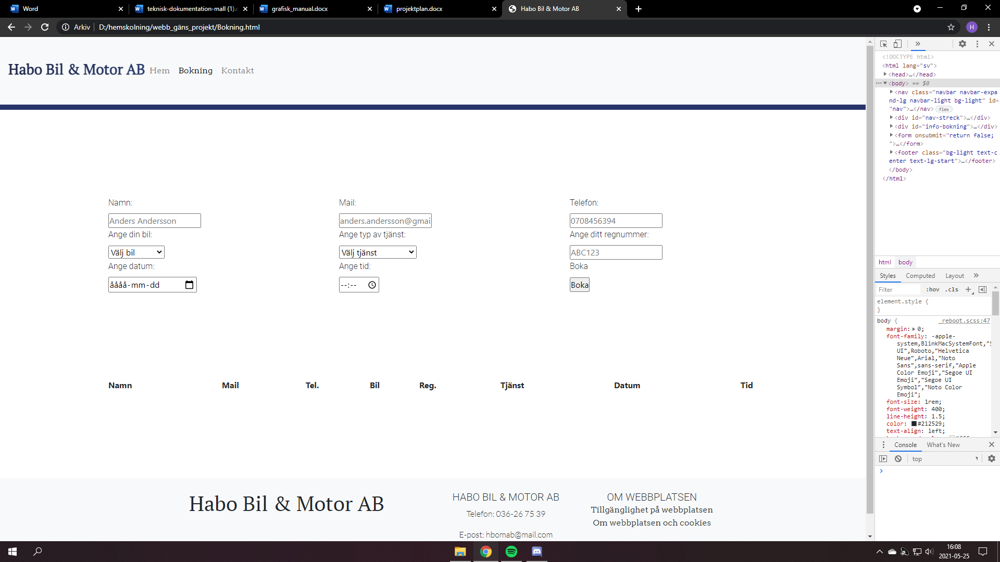 Word
teknisk-dokumentation-mall (1).c
grafisk_manual.docx
projektplan.docx
Habo Bil & Motor AB
Arkiv
D:/hemskolning/webb_gäns_projekt/Bokning.html
H
Habo Bil & Motor AB Hem Bokning Kontakt
Namn:
Mail:
Telefon:
Anders Andersson
anders.andersson@gmai
0708456394
Ange din bil:
Ange typ av tjänst:
Ange ditt regnummer:
Välj bil
Välj tjänst
ABC123
Ange datum:
Ange tid:
Boka
åååå-mm-dd
--:--
Boka
Namn Mail Tel. Bil Reg. Tjänst Datum Tid
Habo Bil & Motor AB
HABO BIL & MOTOR AB
Telefon: 036-26 75 39
E-post: hbomab@mail.com
OM WEBBPLATSEN
Tillgänglighet på webbplatsen
Om webbplatsen och cookies
<!DOCTYPE html>
<html lang="sv">
<head>…</head>
<body> == $0
<nav class="navbar navbar-expa
nd-lg navbar-light bg-light" id=
"nav">…</nav> flex
<div id="nav-streck">…</div>
<div id="info-bokning">…</div>
<form onsubmit="return false;
">…</form>
<footer class="bg-light text-c
enter text-lg-start">…</footer>
</body>
</html>
html body
Styles Computed Layout
Filter :hov .cls
element.style {
}
body { _reboot.scss:47
margin: 0;
font-family: -apple-
system,BlinkMacSystemFont,"S
UI",Roboto,"Helvetica
Neue",Arial,"Noto
Sans",sans-serif,"Apple
Color Emoji","Segoe UI
Emoji","Segoe UI
Symbol","Noto Color
Emoji";
font-size: 1rem;
font-weight: 400;
line-height: 1.5;
color: #212529;
text-align: left;
Console What's New
top
16:08
2021-05-25